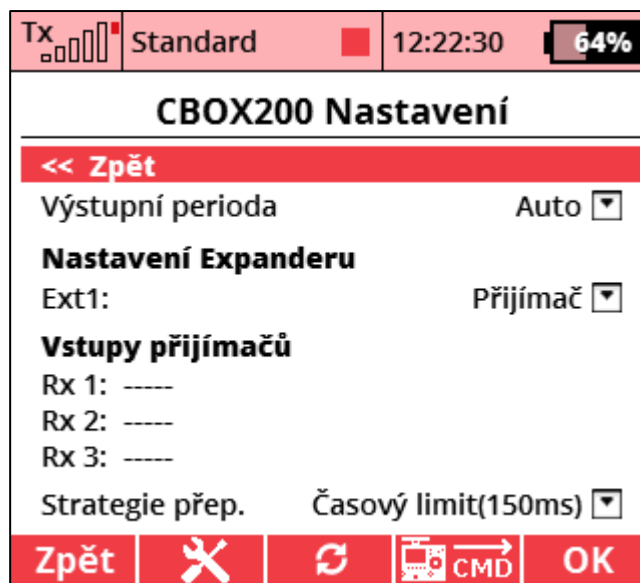 Tx Standard 12:22:30 64%
CBOX200 Nastavení
<< Zpět
Výstupní perioda Auto
Nastavení Expanderu
Ext1: Přijímač
Vstupy přijímačů
Rx 1: -----
Rx 2: -----
Rx 3: -----
Strategie přep. Časový limit(150ms)
Zpět CMD OK